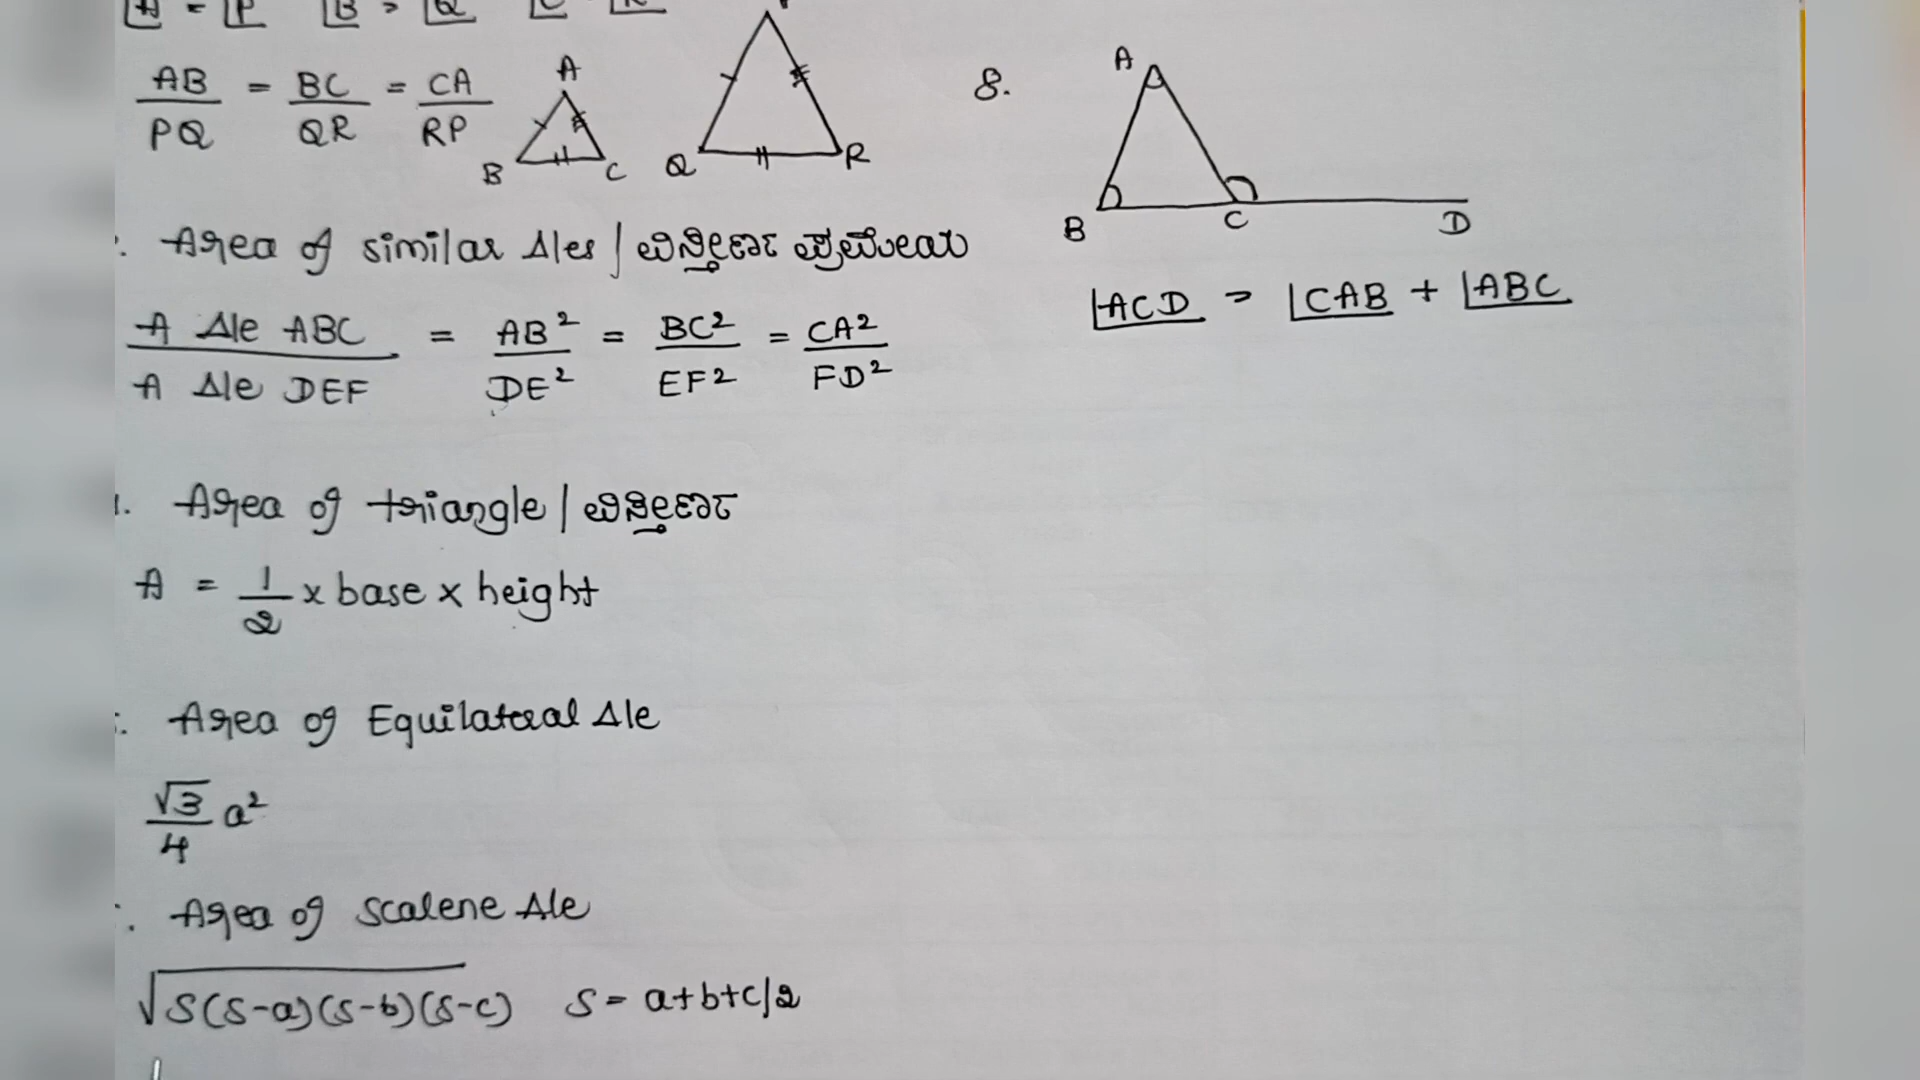 ∠A = ∠P ∠B = ∠Q
AB/PQ = BC/QR = CA/RP
A
B
C
Q
R
Area of similar Δles | ವಿಸ್ತೀರ್ಣ ಪ್ರಮೇಯ
A Δle ABC / A Δle DEF = AB²/DE² = BC²/EF² = CA²/FD²
Area of triangle | ವಿಸ್ತೀರ್ಣ
A = 1/2 x base x height
Area of Equilateral Δle
√3/4 a²
Area of scalene Δle
√S(S-a)(S-b)(S-c) S = a+b+c/2
8.
A
B
C
D
∠ACD = ∠CAB + ∠ABC